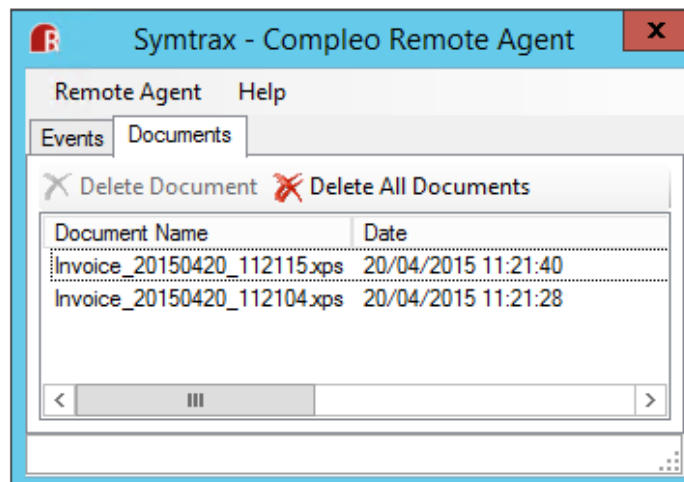 Symtrax - Compleo Remote Agent
Remote Agent Help
Events Documents
Delete Document Delete All Documents
Document Name Date
Invoice_20150420_112115.xps 20/04/2015 11:21:40
Invoice_20150420_112104.xps 20/04/2015 11:21:28